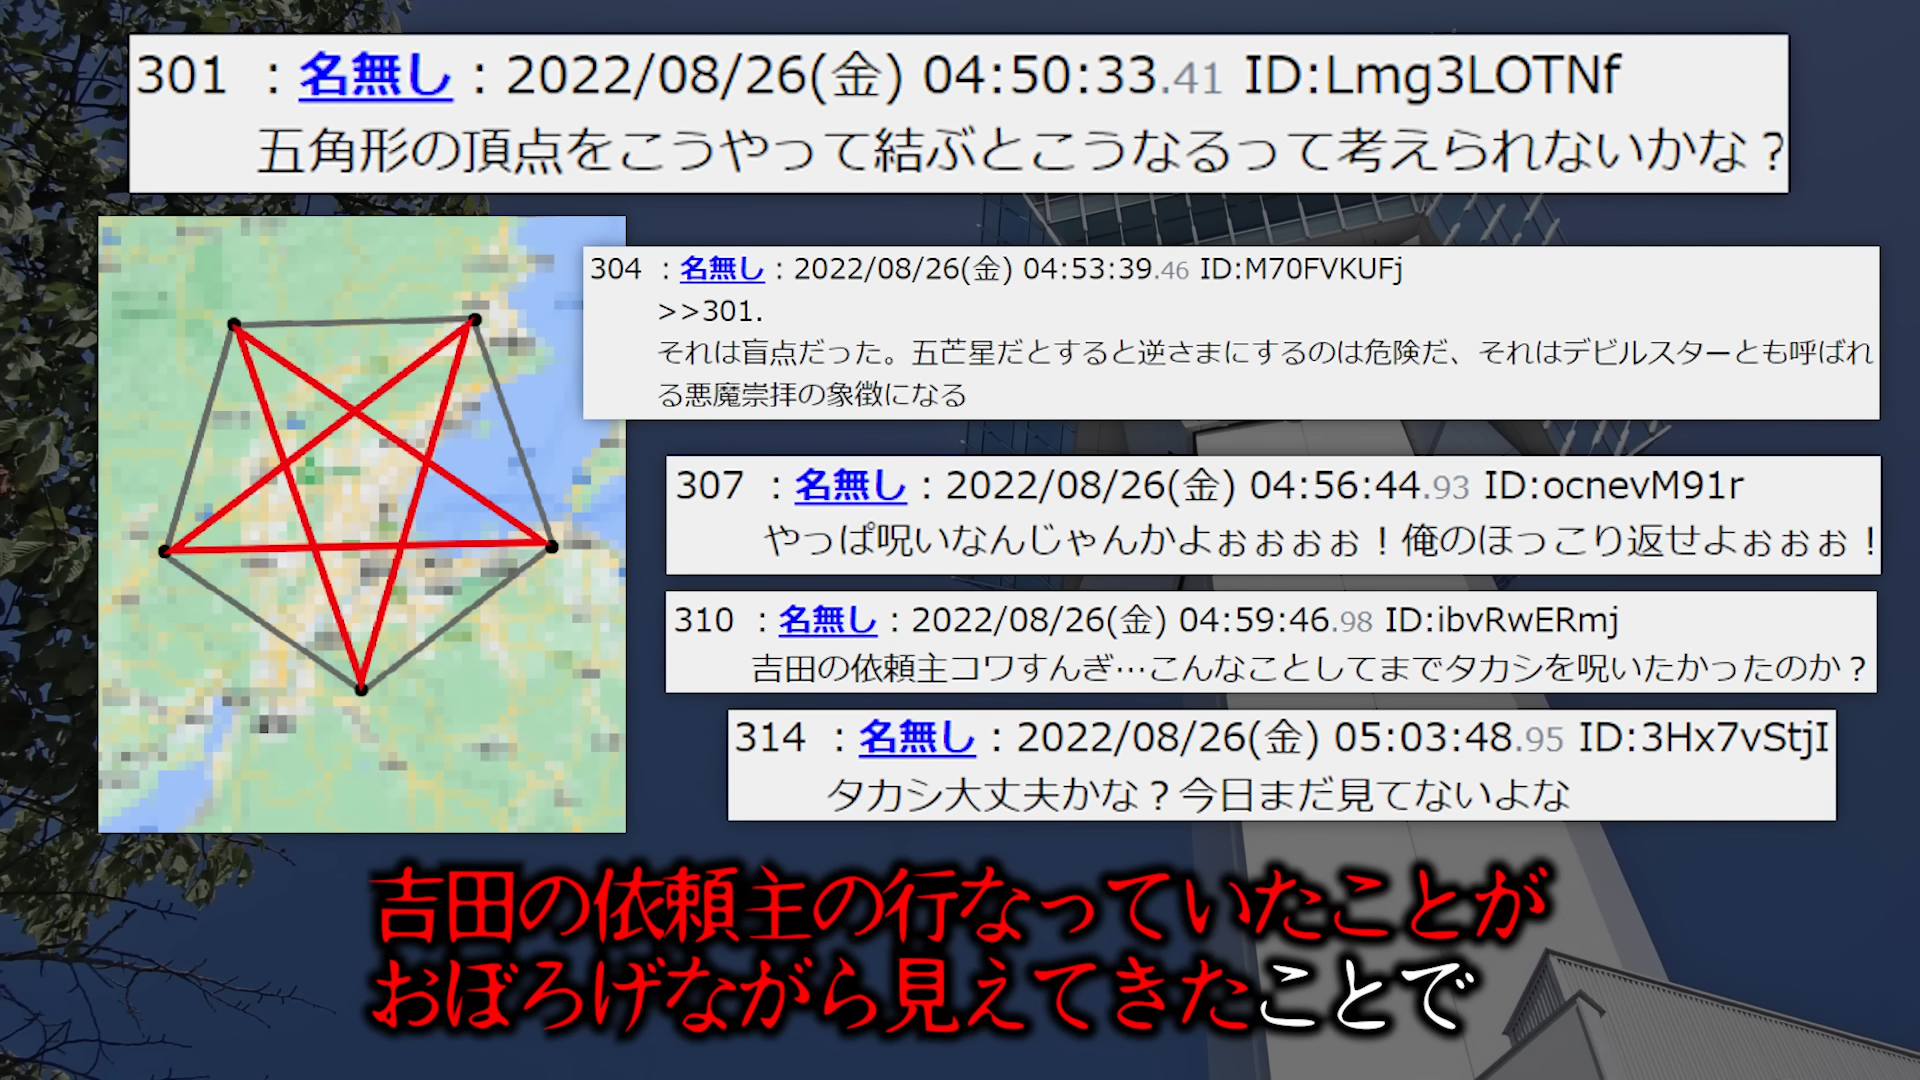 301 ：名無し：2022/08/26(金) 04:50:33.41 ID:Lmg3LOTNf
五角形の頂点をこうやって結ぶとこうなるって考えられないかな？
304 ：名無し：2022/08/26(金) 04:53:39.46 ID:M70FVKUFj
>>301.
それは盲点だった。五芒星だとすると逆さまにするのは危険だ、それはデビルスターとも呼ばれ
る悪魔崇拝の象徴になる
307 ：名無し：2022/08/26(金) 04:56:44.93 ID:ocnevM91r
やっぱ呪いなんじゃんかよぉぉぉぉ！俺のほっこり返せよぉぉぉ！
310 ：名無し：2022/08/26(金) 04:59:46.98 ID:ibvRwERmj
吉田の依頼主コワすんぎ…こんなことしてまでタカシを呪いたかったのか？
314 ：名無し：2022/08/26(金) 05:03:48.95 ID:3Hx7vStjI
タカシ大丈夫かな？今日まだ見てないよな
吉田の依頼主の行なっていたことが
おぼろげながら見えてきたことで